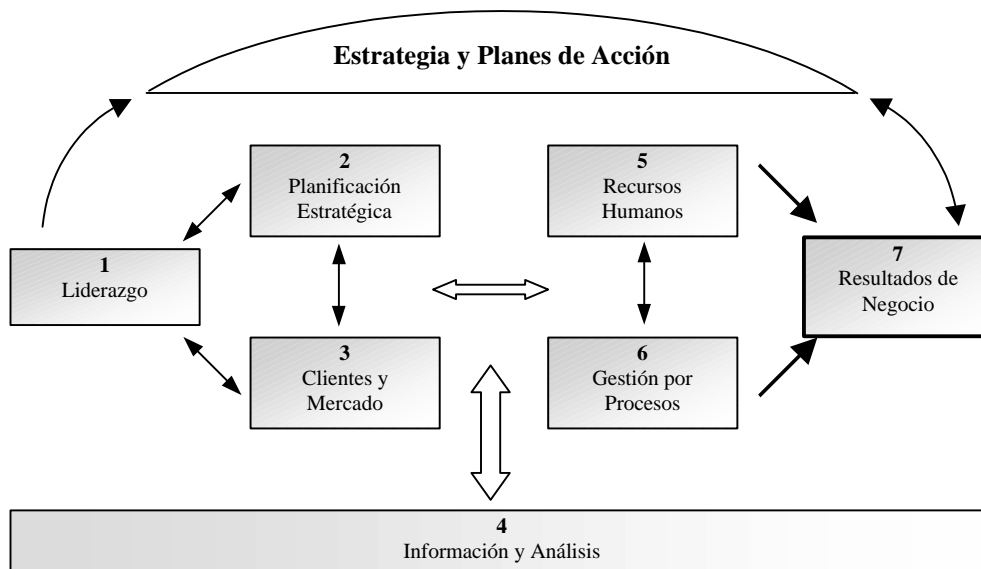 Estrategia y Planes de Acción
2
Planificación
Estratégica
5
Recursos
Humanos
1
Liderazgo
7
Resultados de
Negocio
3
Clientes y
Mercado
6
Gestión por
Procesos
4
Información y Análisis